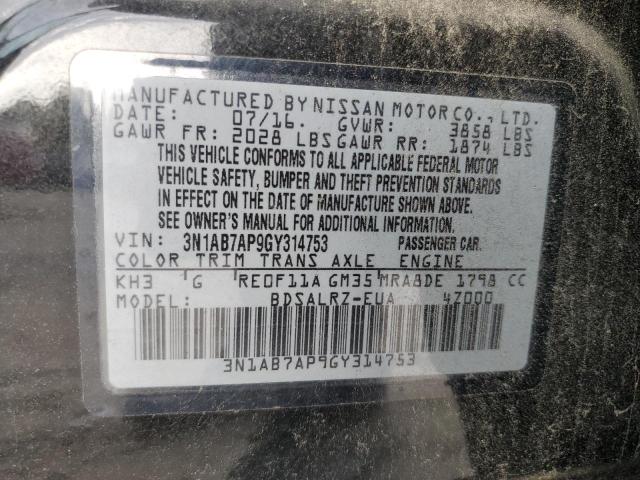 MANUFACTURED BY NISSAN MOTOR CO., LTD.
DATE: 07/16. GVWR: 3858 LBS
GAWR FR: 2028 LBS GAWR RR: 1874 LBS
THIS VEHICLE CONFORMS TO ALL APPLICABLE FEDERAL MOTOR
VEHICLE SAFETY, BUMPER AND THEFT PREVENTION STANDARDS
IN EFFECT ON THE DATE OF MANUFACTURE SHOWN ABOVE.
SEE OWNER'S MANUAL FOR ADDITIONAL INFORMATION.
VIN: 3N1AB7AP9GY314753 PASSENGER CAR.
COLOR TRIM TRANS AXLE ENGINE
KH3 G RE0F11A GM35 MRA8DE 1798 CC
MODEL: BDSALRZ-EUA 4Z000
3N1AB7AP9GY314753